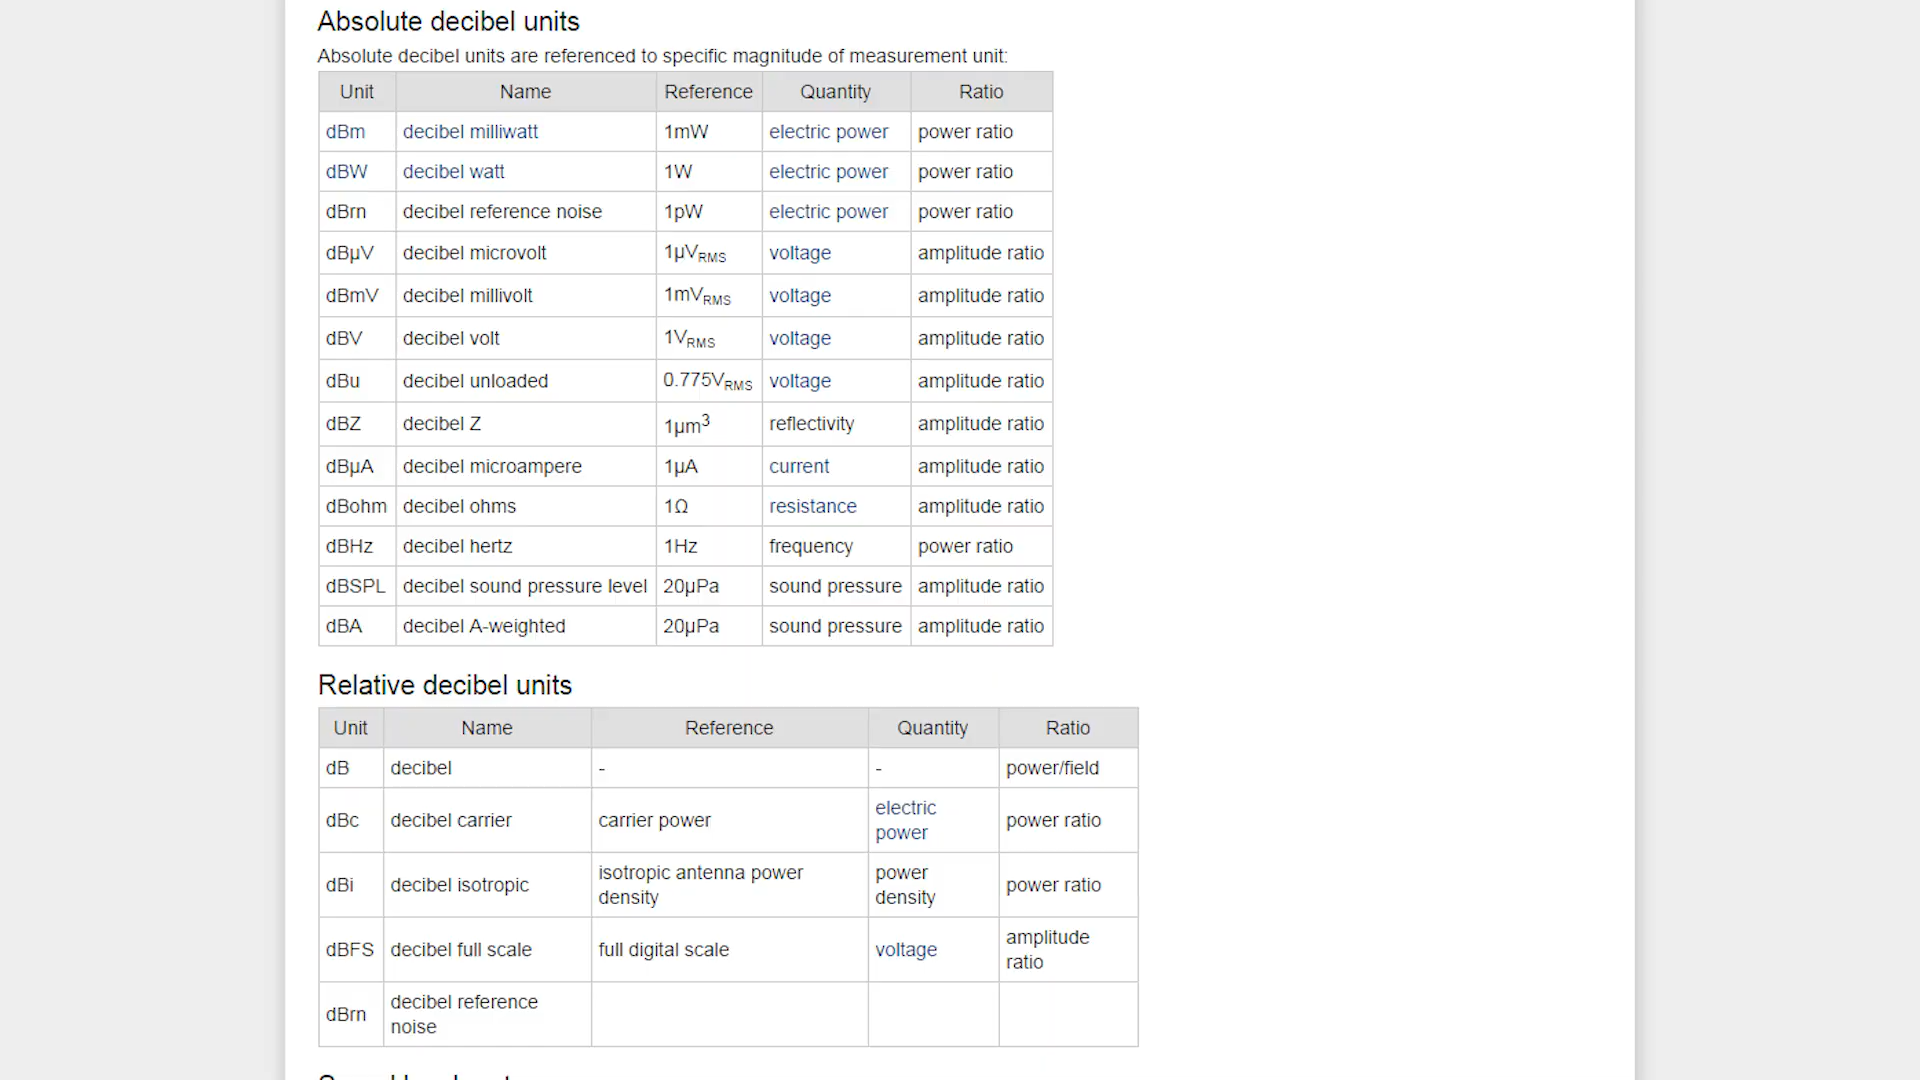 Absolute decibel units
Absolute decibel units are referenced to specific magnitude of measurement unit:
Unit Name Reference Quantity Ratio
dBm decibel milliwatt 1mW electric power power ratio
dBW decibel watt 1W electric power power ratio
dBrn decibel reference noise 1pW electric power power ratio
dBμV decibel microvolt 1μVRMS voltage amplitude ratio
dBmV decibel millivolt 1mVRMS voltage amplitude ratio
dBV decibel volt 1VRMS voltage amplitude ratio
dBu decibel unloaded 0.775VRMS voltage amplitude ratio
dBZ decibel Z 1μm3 reflectivity amplitude ratio
dBμA decibel microampere 1μA current amplitude ratio
dBohm decibel ohms 1Ω resistance amplitude ratio
dBHz decibel hertz 1Hz frequency power ratio
dBSPL decibel sound pressure level 20μPa sound pressure amplitude ratio
dBA decibel A-weighted 20μPa sound pressure amplitude ratio
Relative decibel units
Unit Name Reference Quantity Ratio
dB decibel - - power/field
dBc decibel carrier carrier power electric
power power ratio
dBi decibel isotropic isotropic antenna power
density power
density power ratio
dBFS decibel full scale full digital scale voltage amplitude
ratio
dBrn decibel reference
noise